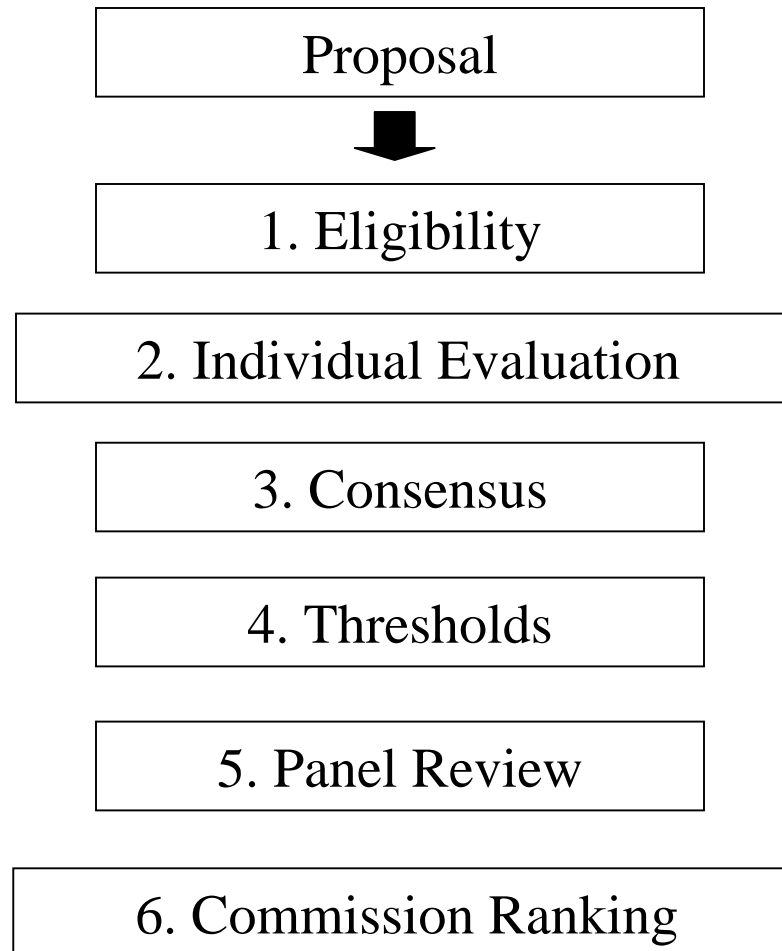 Proposal
1. Eligibility
2. Individual Evaluation
3. Consensus
4. Thresholds
5. Panel Review
6. Commission Ranking